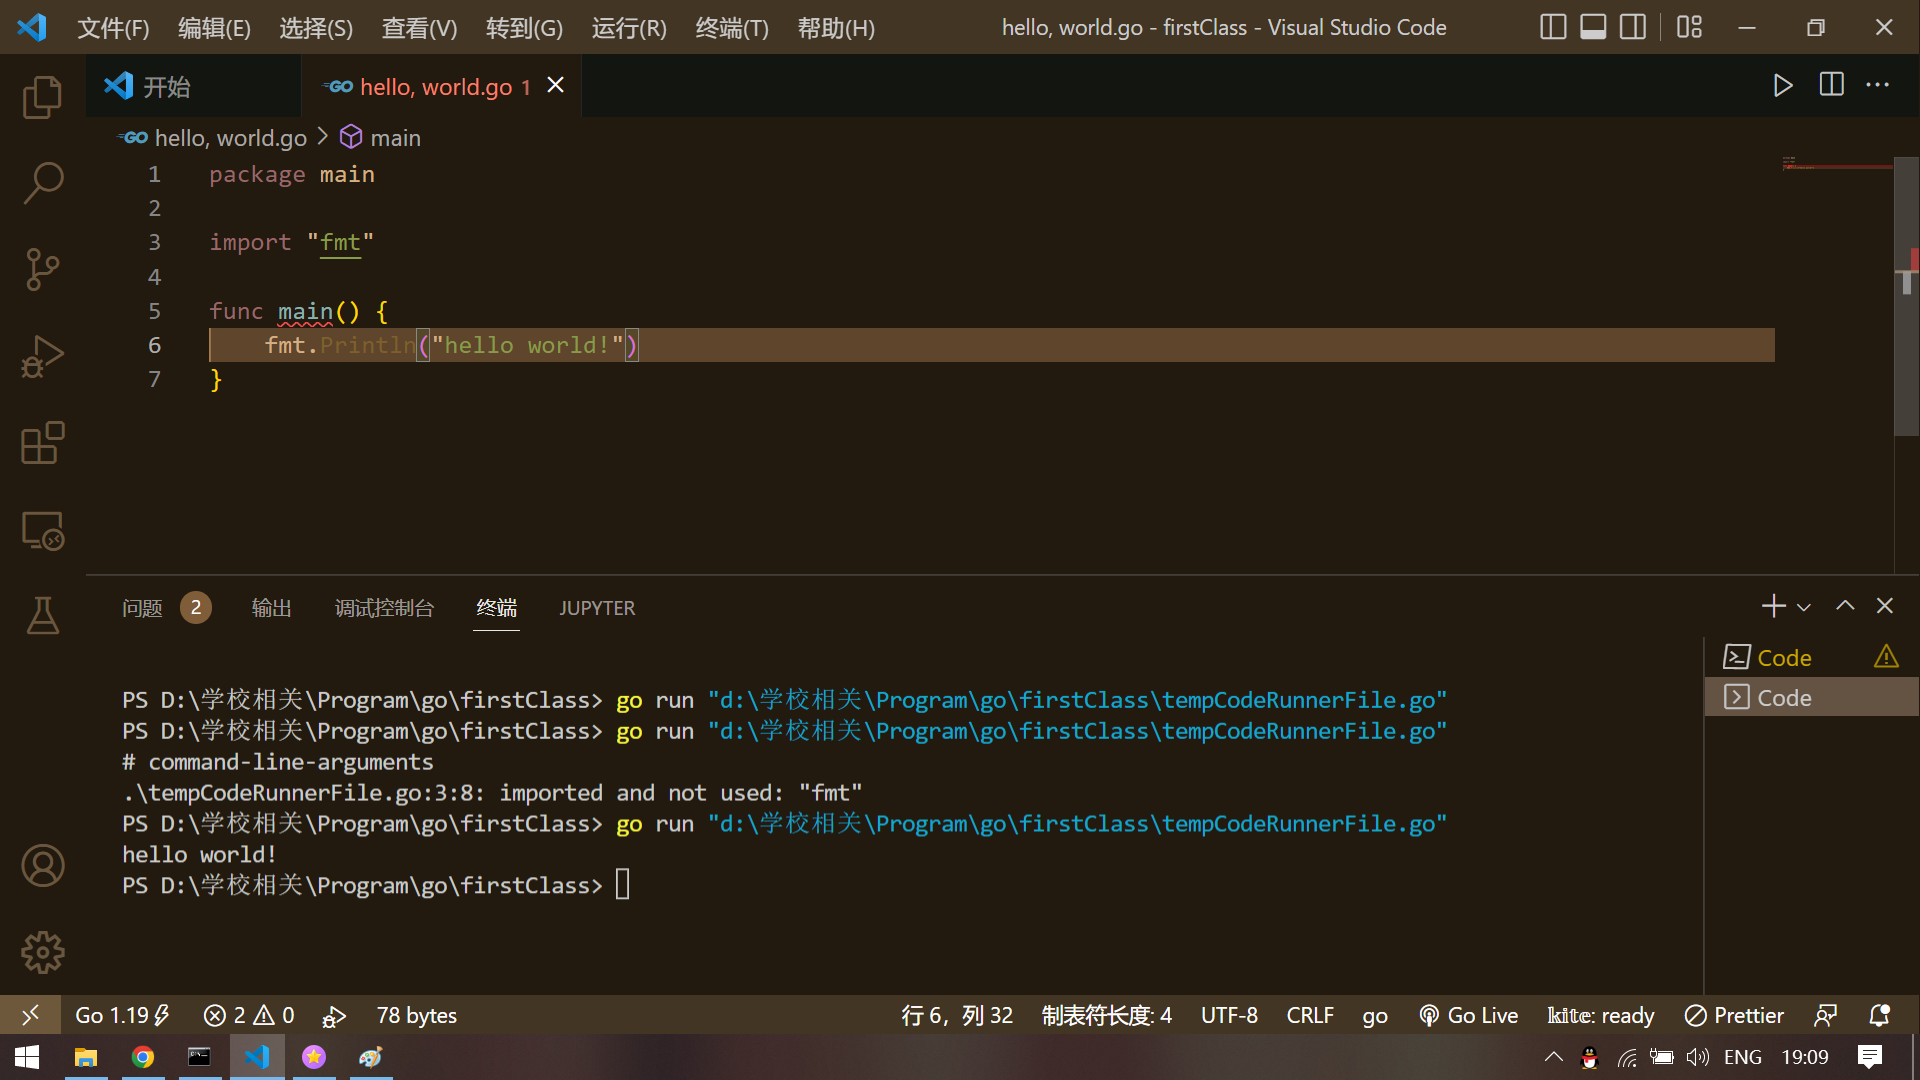 文件(F) 编辑(E) 选择(S) 查看(V) 转到(G) 运行(R) 终端(T) 帮助(H) hello, world.go - firstClass - Visual Studio Code
开始 GO hello, world.go 1
GO hello, world.go > main
1 package main
2
3 import "fmt"
4
5 func main() {
6 fmt.Println("hello world!")
7 }
问题 2 输出 调试控制台 终端 JUPYTER
Code
Code
PS D:\学校相关\Program\go\firstClass> go run "d:\学校相关\Program\go\firstClass\tempCodeRunnerFile.go"
PS D:\学校相关\Program\go\firstClass> go run "d:\学校相关\Program\go\firstClass\tempCodeRunnerFile.go"
# command-line-arguments
.\tempCodeRunnerFile.go:3:8: imported and not used: "fmt"
PS D:\学校相关\Program\go\firstClass> go run "d:\学校相关\Program\go\firstClass\tempCodeRunnerFile.go"
hello world!
PS D:\学校相关\Program\go\firstClass>
Go 1.19 2 0 78 bytes 行 6，列 32 制表符长度: 4 UTF-8 CRLF go Go Live kite: ready Prettier
ENG 19:09